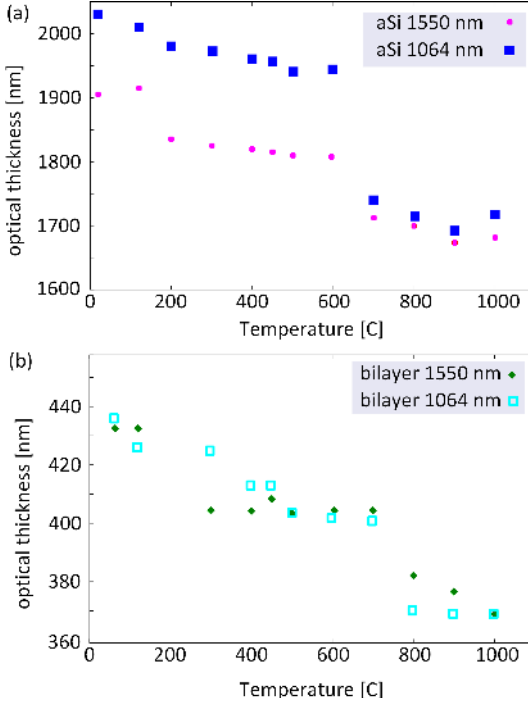 (a)
aSi 1550 nm
aSi 1064 nm
optical thickness [nm]
2000
1900
1800
1700
1600
0 200 400 600 800 1000
Temperature [C]
(b)
bilayer 1550 nm
bilayer 1064 nm
optical thickness [nm]
440
420
400
380
360
0 200 400 600 800 1000
Temperature [C]